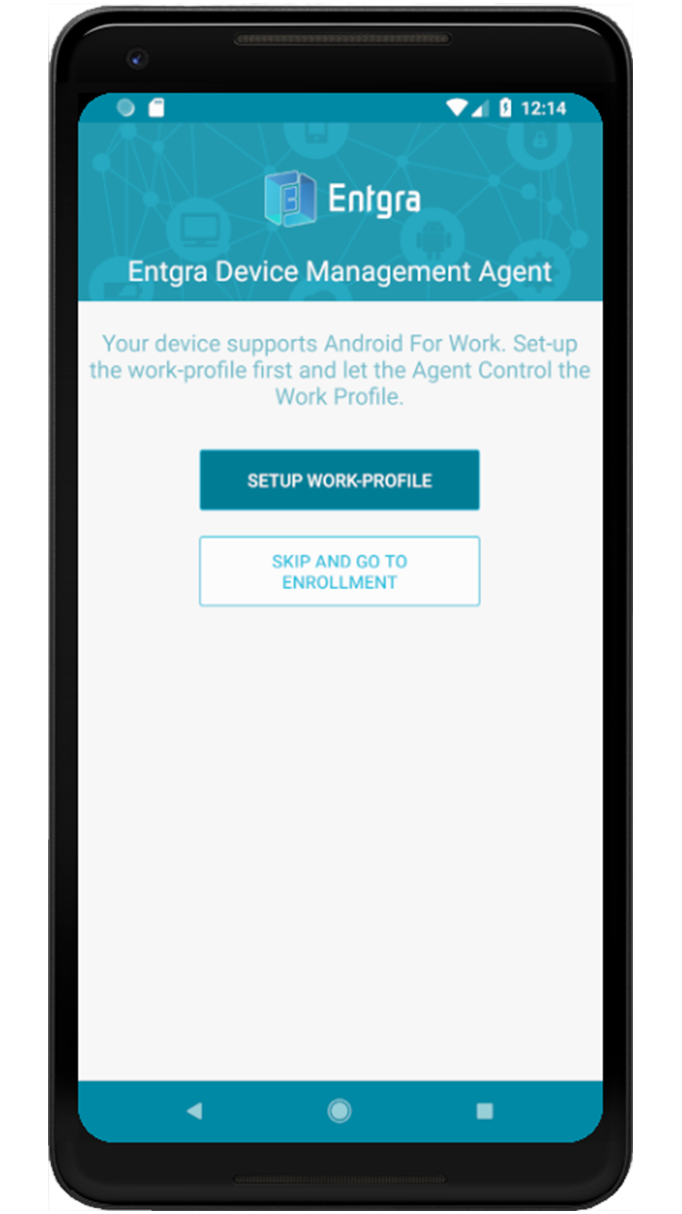 12:14
Entgra
Entgra Device Management Agent
Your device supports Android For Work. Set-up
the work-profile first and let the Agent Control the
Work Profile.
SETUP WORK-PROFILE
SKIP AND GO TO
ENROLLMENT